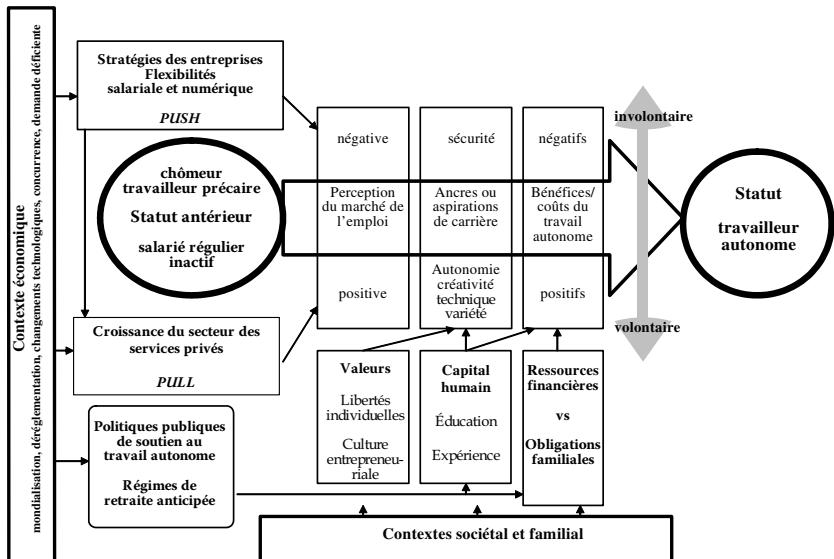 Contexte économique
mondialisation, déréglementation, changements technologiques, concurrence, demande déficiente
Stratégies des entreprises
Flexibilités
salariale et numérique
PUSH
chômeur
travailleur précaire
Statut antérieur
salarié régulier
inactif
Croissance du secteur des
services privés
PULL
Politiques publiques
de soutien au
travail autonome
Régimes de
retraite anticipée
négative
Perception
du marché de
l’emploi
positive
sécurité
Ancres ou
aspirations
de carrière
Autonomie
créativité
technique
variété
négatifs
Bénéfices/
coûts du
travail
autonome
positifs
involontaire
volontaire
Statut
travailleur
autonome
Valeurs
Libertés
individuelles
Culture
entrepreneu-
riale
Capital
humain
Éducation
Expérience
Ressources
financières
vs
Obligations
familiales
Contextes sociétal et familial